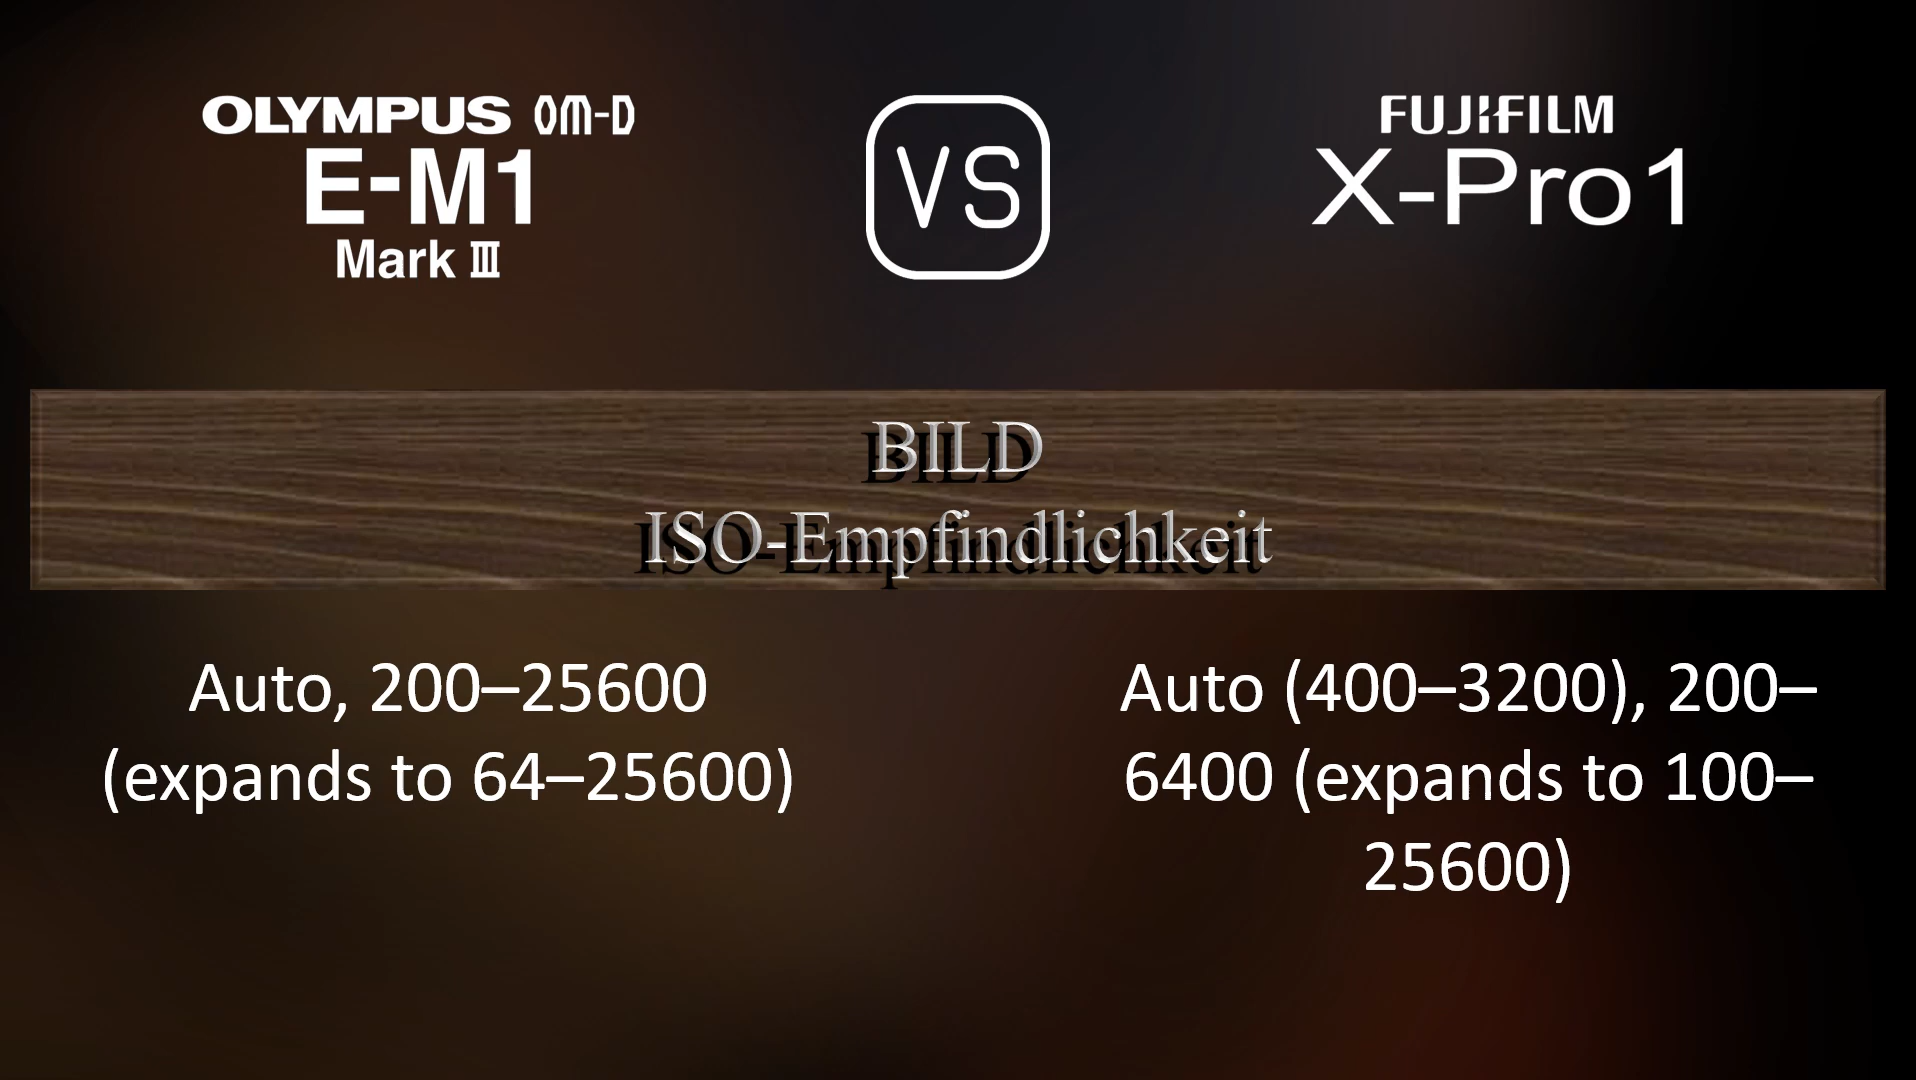 OLYMPUS OM-D
E-M1
Mark III
VS
FUJIFILM
X-Pro1
BILD
ISO-Empfindlichkeit
Auto, 200–25600
(expands to 64–25600)
Auto (400–3200), 200–
6400 (expands to 100–
25600)